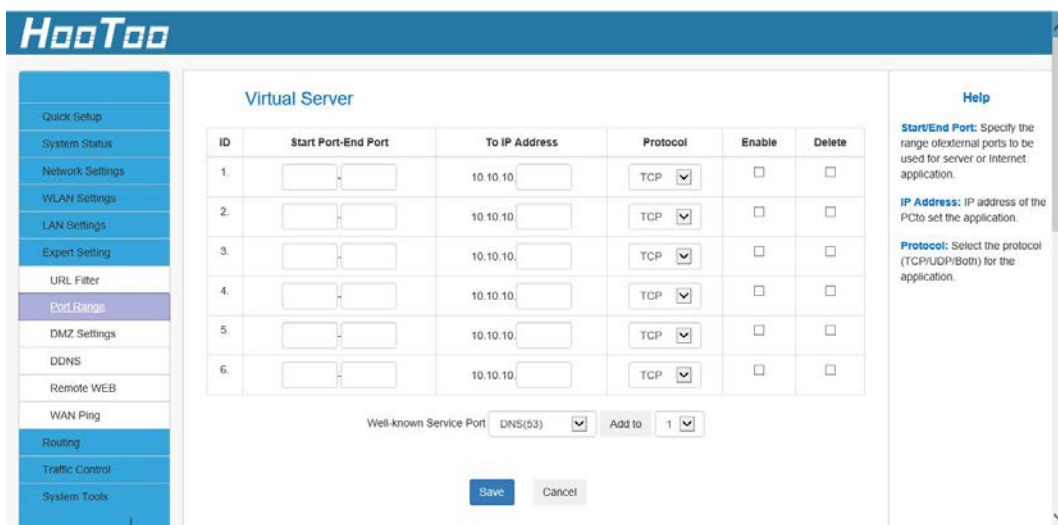 HooToo
Quick Setup
System Status
Network Settings
WLAN Settings
LAN Settings
Expert Setting
URL Filter
Port Range
DMZ Settings
DDNS
Remote WEB
WAN Ping
Routing
Traffic Control
System Tools
Virtual Server
ID Start Port-End Port To IP Address Protocol Enable Delete
1. - 10.10.10. TCP
2. - 10.10.10. TCP
3. - 10.10.10. TCP
4. - 10.10.10. TCP
5. - 10.10.10. TCP
6. - 10.10.10. TCP
Well-known Service Port DNS(53) Add to 1
Save Cancel
Help
Start/End Port: Specify the
range ofexternal ports to be
used for server or Internet
application.
IP Address: IP address of the
PCto set the application.
Protocol: Select the protocol
(TCP/UDP/Both) for the
application.